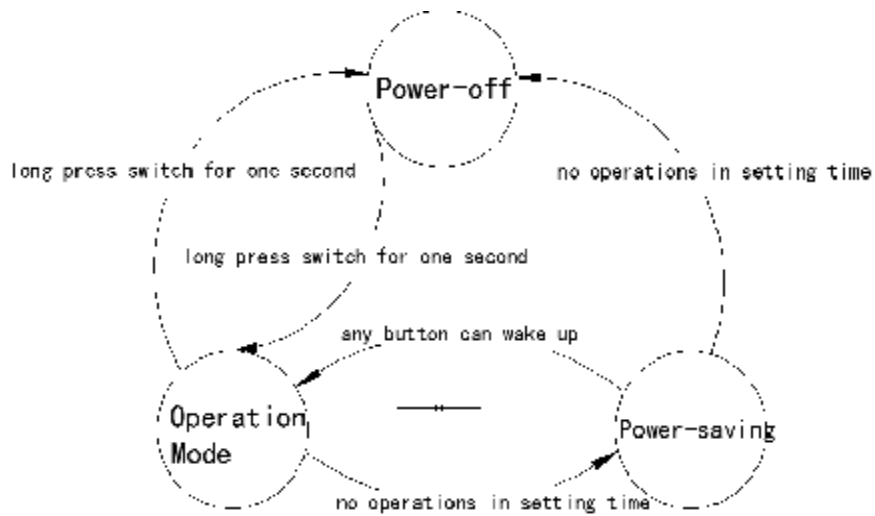 Power-off
long press switch for one second
no operations in setting time
long press switch for one second
any button can wake up
Operation
Mode
Power-saving
no operations in setting time